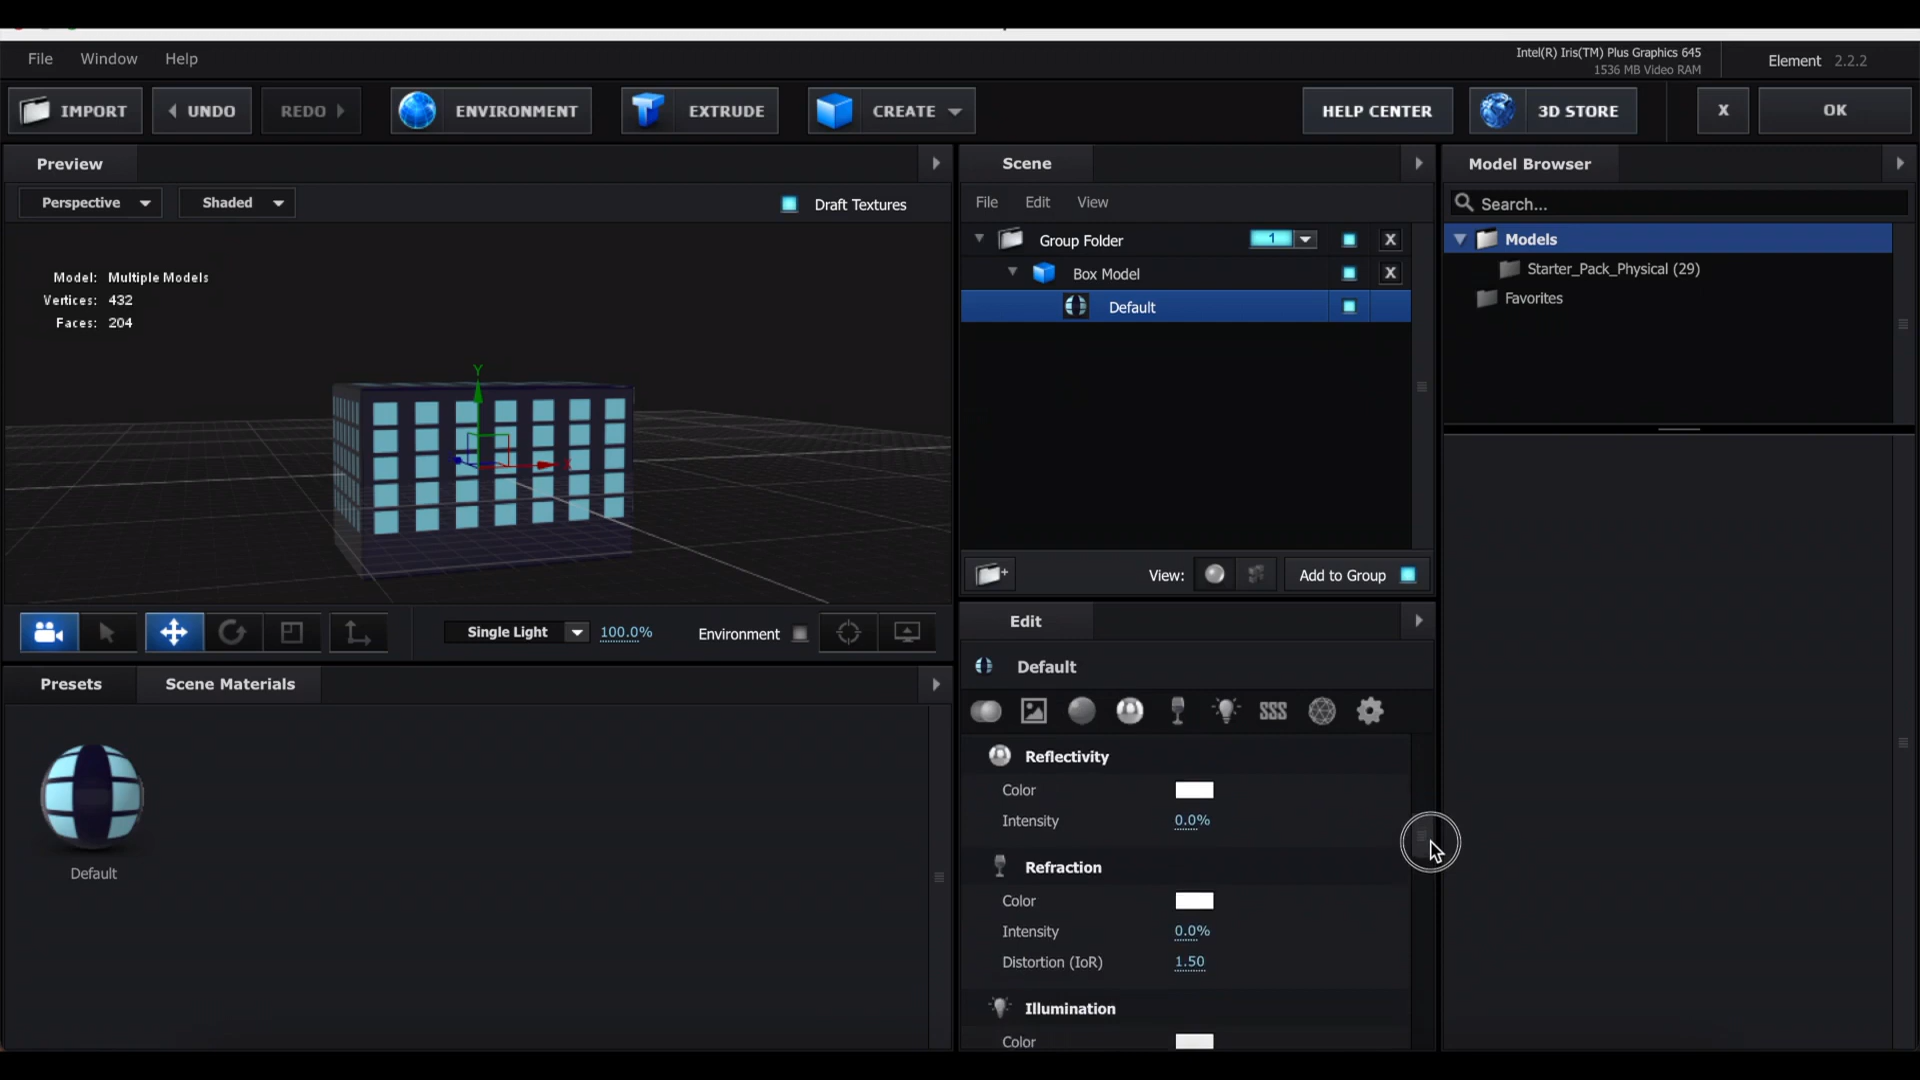 File Window Help
Intel(R) Iris(TM) Plus Graphics 645
1536 MB Video RAM
Element 2.2.2
IMPORT UNDO REDO ENVIRONMENT EXTRUDE CREATE HELP CENTER 3D STORE X OK
Preview
Perspective Shaded Draft Textures
Model: Multiple Models
Vertices: 432
Faces: 204
Y
X
Single Light 100.0% Environment
Presets Scene Materials
Default
Scene
File Edit View
Group Folder 1 X
Box Model X
Default
View: Add to Group
Edit
Default
SSS
Reflectivity
Color
Intensity 0.0%
Refraction
Color
Intensity 0.0%
Distortion (IoR) 1.50
Illumination
Color
Model Browser
Search...
Models
Starter_Pack_Physical (29)
Favorites